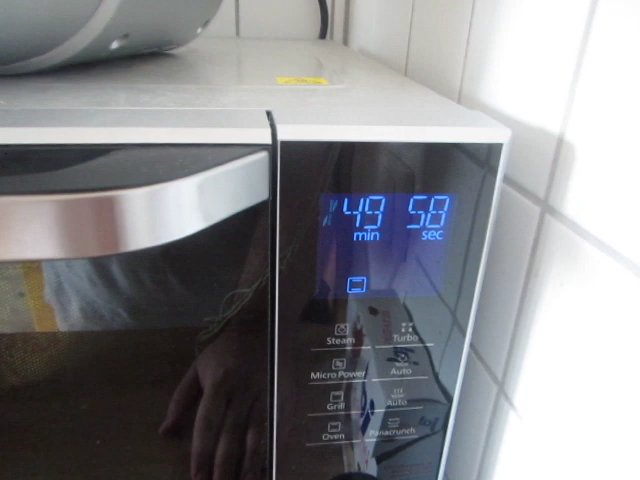 49 58
min sec
Steam Turbo
Micro Power Auto
Grill Auto
Oven Panacrunch